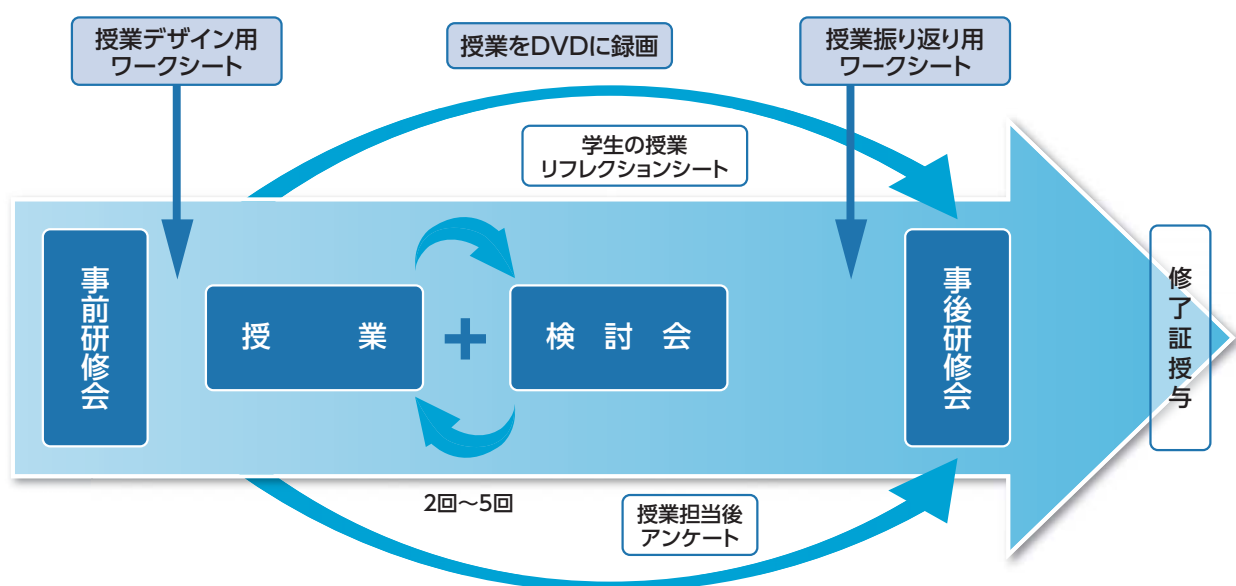 授業デザイン用
ワークシート
授業をDVDに録画
授業振り返り用
ワークシート
学生の授業
リフレクションシート
事前研修会
授業
+
検討会
事後研修会
修了証授与
2回〜5回
授業担当後
アンケート